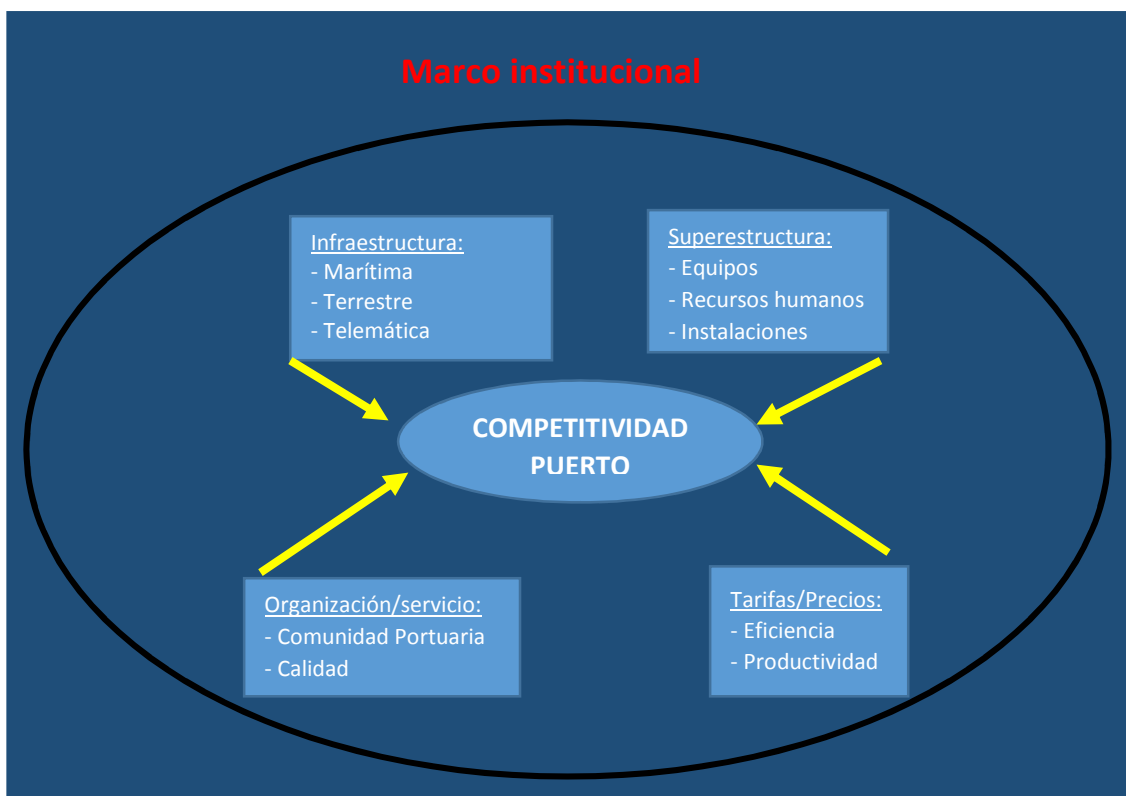 Marco institucional
Infraestructura:
- Marítima
- Terrestre
- Telemática
Superestructura:
- Equipos
- Recursos humanos
- Instalaciones
COMPETITIVIDAD
PUERTO
Organización/servicio:
- Comunidad Portuaria
- Calidad
Tarifas/Precios:
- Eficiencia
- Productividad